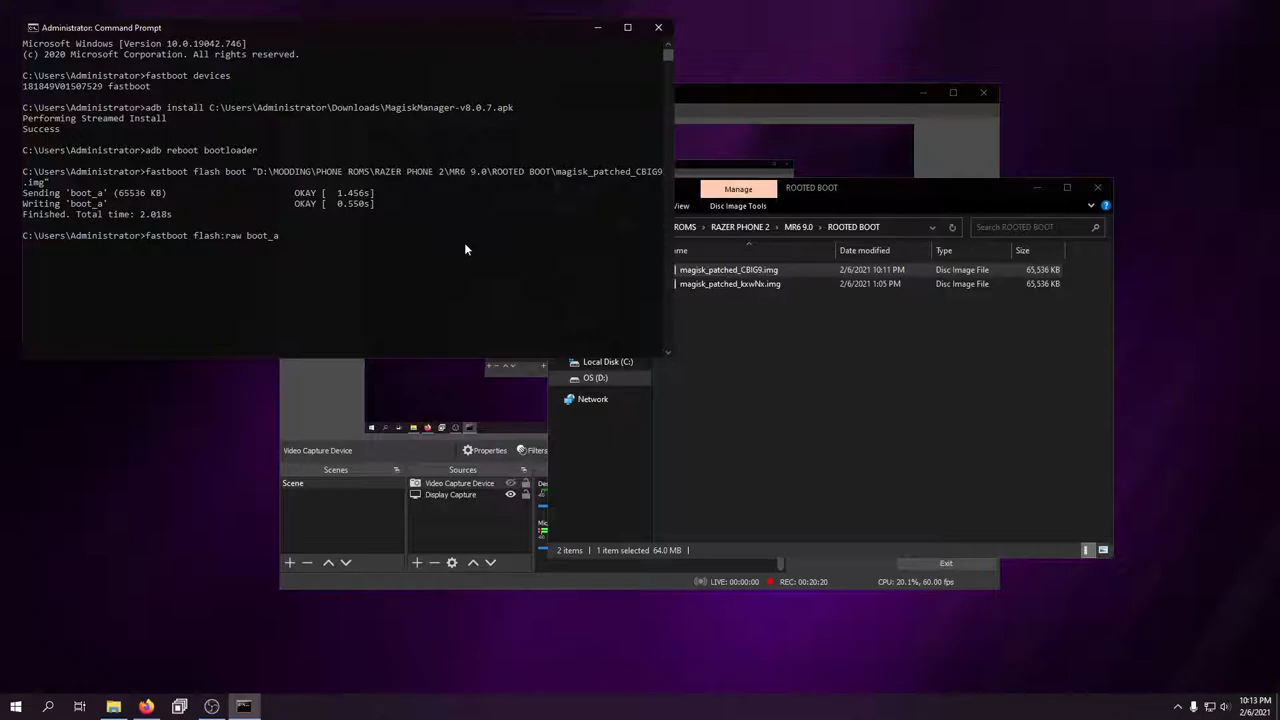 Administrator: Command Prompt
Microsoft Windows [Version 10.0.19042.746]
(c) 2020 Microsoft Corporation. All rights reserved.
C:\Users\Administrator>fastboot devices
181849V01507529 fastboot
C:\Users\Administrator>adb install C:\Users\Administrator\Downloads\MagiskManager-v8.0.7.apk
Performing Streamed Install
Success
C:\Users\Administrator>adb reboot bootloader
C:\Users\Administrator>fastboot flash boot "D:\MODDING\PHONE ROMS\RAZER PHONE 2\MR6 9.0\ROOTED BOOT\magisk_patched_CBIG9
.img"
Sending 'boot_a' (65536 KB) OKAY [ 1.456s]
Writing 'boot_a' OKAY [ 0.550s]
Finished. Total time: 2.018s
C:\Users\Administrator>fastboot flash:raw boot_a
Manage ROOTED BOOT
View Disc Image Tools
ROMS RAZER PHONE 2 MR6 9.0 ROOTED BOOT Search ROOTED BOOT
Date modified Type Size
magisk_patched_CBIG9.img 2/6/2021 10:11 PM Disc Image File 65,536 KB
magisk_patched_kxwNx.img 2/6/2021 1:05 PM Disc Image File 65,536 KB
Local Disk (C:)
OS (D:)
Network
2 items 1 item selected 64.0 MB
Video Capture Device Properties Filters
Scenes Sources
Scene
Video Capture Device
Display Capture
Exit
LIVE: 00:00:00 REC: 00:20:20 CPU: 20.1%, 60.00 fps
10:13 PM
2/6/2021